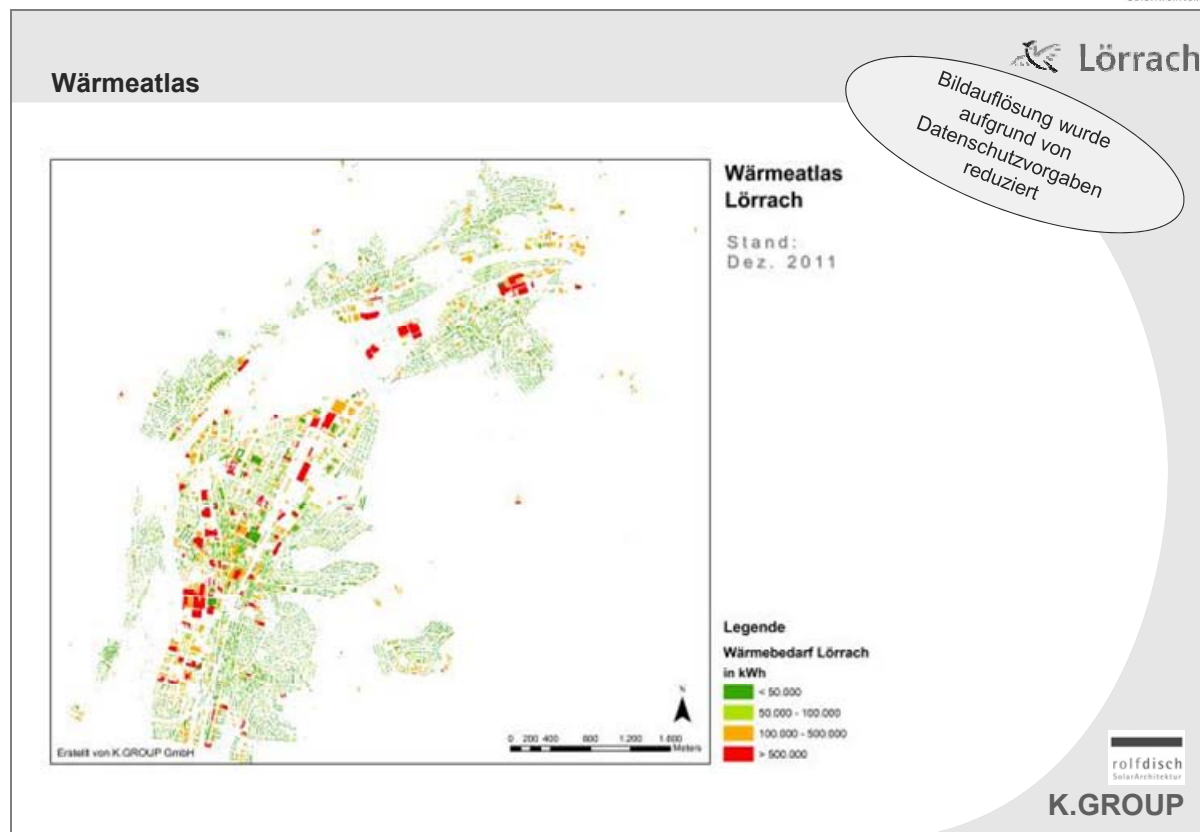 Wärmeatlas
Lörrach
Bildauflösung wurde
aufgrund von
Datenschutzvorgaben
reduziert
Wärmeatlas
Lörrach
Stand:
Dez. 2011
Legende
Wärmebedarf Lörrach
in kWh
< 50.000
50.000 - 100.000
100.000 - 500.000
> 500.000
N
0 200 400 800 1.200 1.600
Meters
Erstellt von K.GROUP GmbH
rolfdisch
SolarArchitektur
K.GROUP